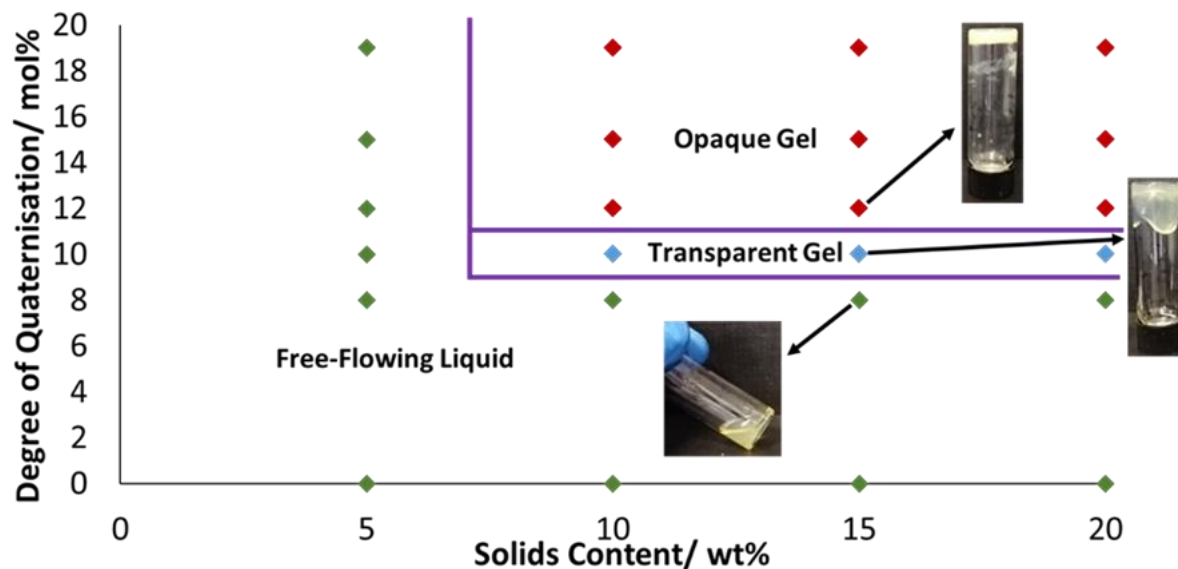 Degree of Quaternisation/ mol%
20
18
16
14
12
10
8
6
4
2
0
Opaque Gel
Transparent Gel
Free-Flowing Liquid
0 5 10 15 20
Solids Content/ wt%